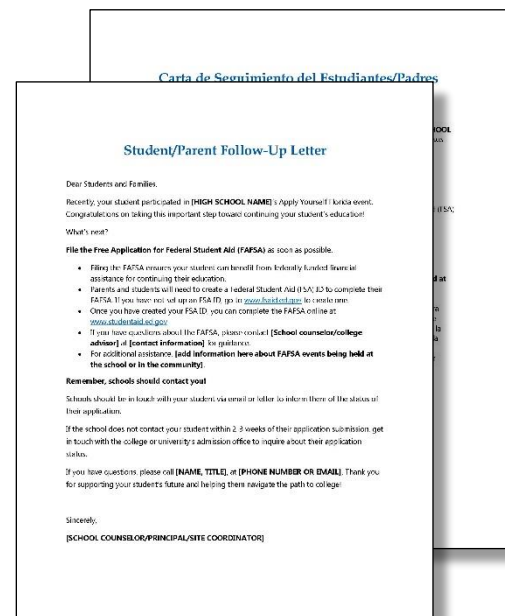 Carta de Seguimiento del Estudiantes/Padres
Student/Parent Follow-Up Letter
Dear Students and Families,
Recently, your student participated in [HIGH SCHOOL NAME]'s Apply Yourself Florida event.
Congratulations on taking this important step toward continuing your student's education!
What's next?
File the Free Application for Federal Student Aid (FAFSA) as soon as possible.
• Filing the FAFSA ensures your student can benefit from federally funded financial
assistance for continuing their education.
• Parents and students will need to create a Federal Student Aid (FSA) ID to complete their
FAFSA. If you have not set up an FSA ID, go to www.fsaid.ed.gov to create one.
• Once you have created your FSA ID, you can complete the FAFSA online at
www.studentaid.ed.gov
• If you have questions about the FAFSA, please contact [School counselor/college
advisor] at [contact information] for guidance.
• For additional assistance, [add information here about FAFSA events being held at
the school or in the community].
Remember, schools should contact you!
Schools should be in touch with your student via email or letter to inform them of the status of
their application.
If the school does not contact your student within 2-3 weeks of their application submission, get
in touch with the college or university's admission office to inquire about their application
status.
If you have questions, please call [NAME, TITLE], at [PHONE NUMBER OR EMAIL]. Thank you
for supporting your student's future and helping them navigate the path to college!
Sincerely,
[SCHOOL COUNSELOR/PRINCIPAL/SITE COORDINATOR]